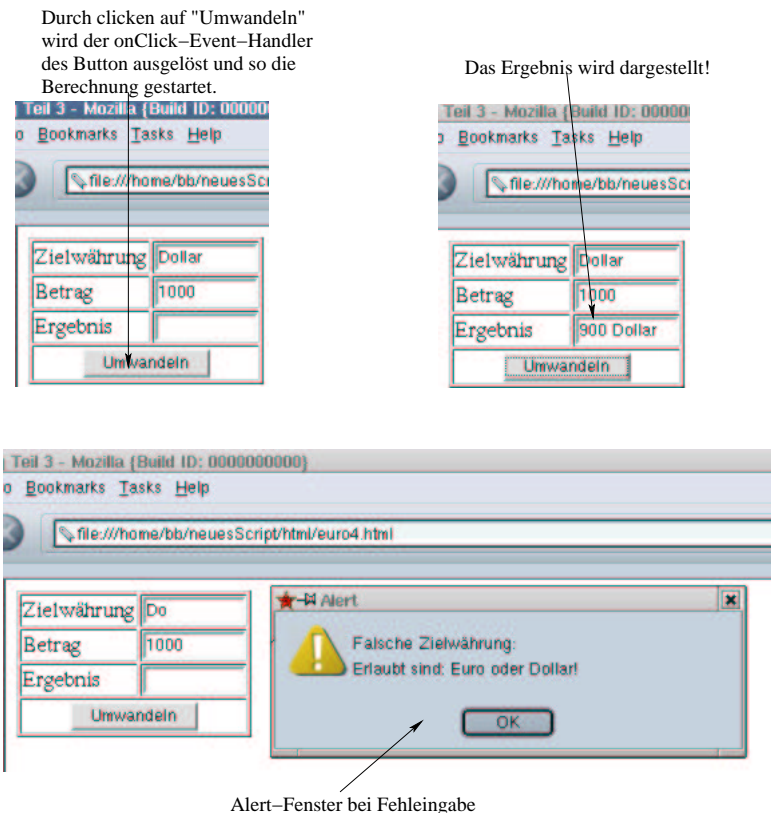 Durch clicken auf "Umwandeln"
wird der onClick−Event−Handler
des Button ausgelöst und so die
Berechnung gestartet.
Teil 3 - Mozilla {Build ID: 00000
Bookmarks Tasks Help
file:///home/bb/neuesSc
Zielwährung Dollar
Betrag 1000
Ergebnis
Umwandeln
Das Ergebnis wird dargestellt!
Teil 3 - Mozilla {Build ID: 00000
Bookmarks Tasks Help
file:///home/bb/neuesScr
Zielwährung Dollar
Betrag 1000
Ergebnis 900 Dollar
Umwandeln
Teil 3 - Mozilla {Build ID: 0000000000}
Bookmarks Tasks Help
file:///home/bb/neuesScript/html/euro4.html
Zielwährung Do
Betrag 1000
Ergebnis
Umwandeln
Alert
Falsche Zielwährung:
Erlaubt sind: Euro oder Dollar!
OK
Alert−Fenster bei Fehleingabe